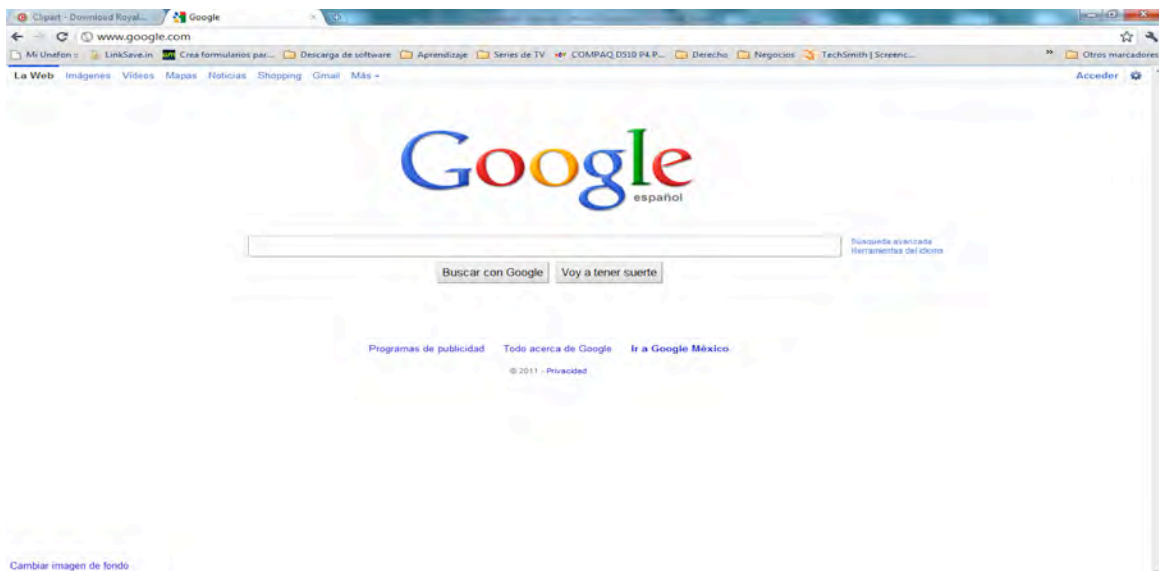 Clipart - Download Royal... Google
www.google.com
Mi Unefon :: LinkSave.in Crea formularios par... Descarga de software Aprendizaje Series de TV COMPAQ D510 P4 P... Derecho Negocios TechSmith | Screenc... » Otros marcadores
La Web Imágenes Videos Mapas Noticias Shopping Gmail Más Acceder
Google
español
Búsqueda avanzada
Herramientas del idioma
Buscar con Google Voy a tener suerte
Programas de publicidad Todo acerca de Google Ir a Google México
© 2011 - Privacidad
Cambiar imagen de fondo